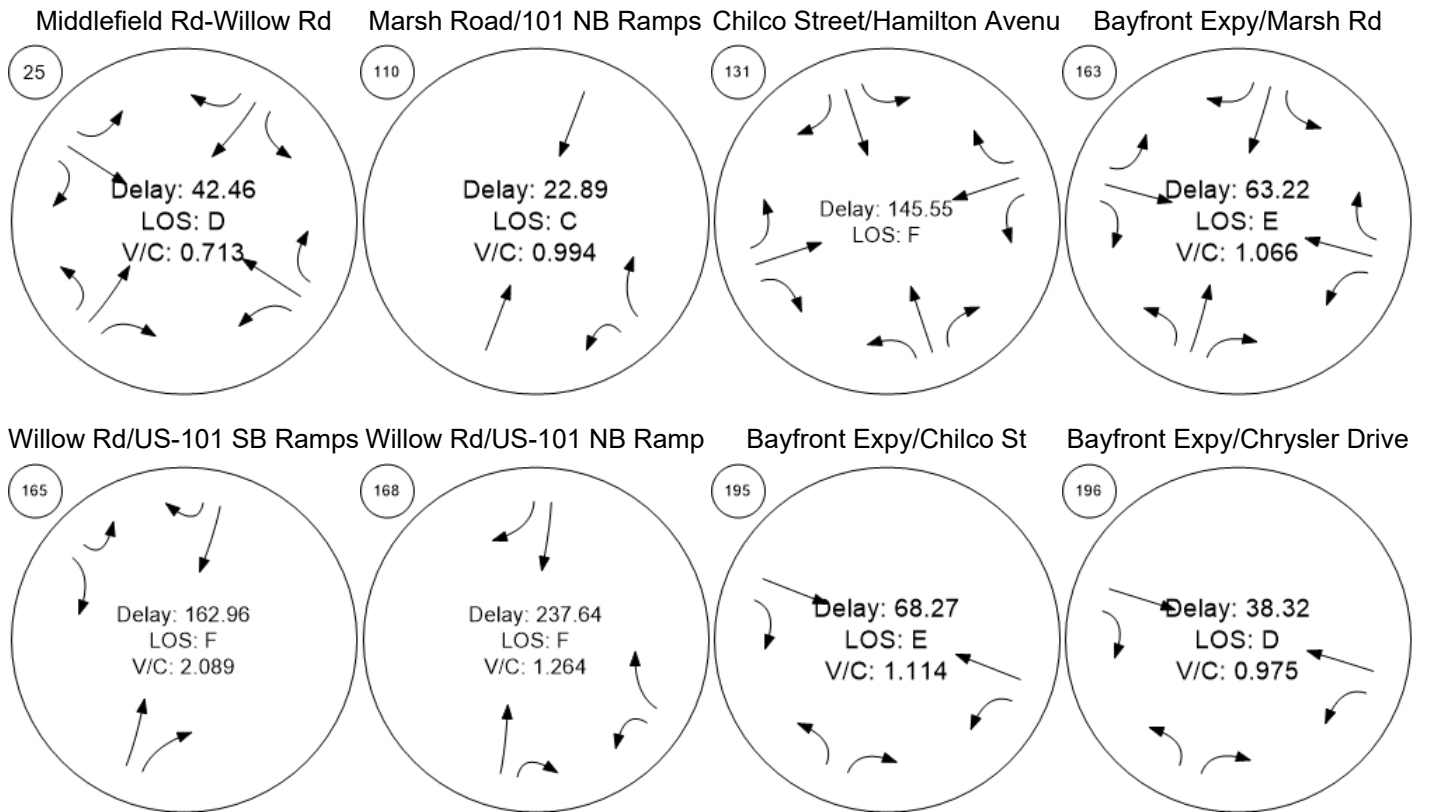 Middlefield Rd-Willow Rd
25
Delay: 42.46
LOS: D
V/C: 0.713
Marsh Road/101 NB Ramps
110
Delay: 22.89
LOS: C
V/C: 0.994
Chilco Street/Hamilton Avenu
131
Delay: 145.55
LOS: F
Bayfront Expy/Marsh Rd
163
Delay: 63.22
LOS: E
V/C: 1.066
Willow Rd/US-101 SB Ramps
165
Delay: 162.96
LOS: F
V/C: 2.089
Willow Rd/US-101 NB Ramp
168
Delay: 237.64
LOS: F
V/C: 1.264
Bayfront Expy/Chilco St
195
Delay: 68.27
LOS: E
V/C: 1.114
Bayfront Expy/Chrysler Drive
196
Delay: 38.32
LOS: D
V/C: 0.975